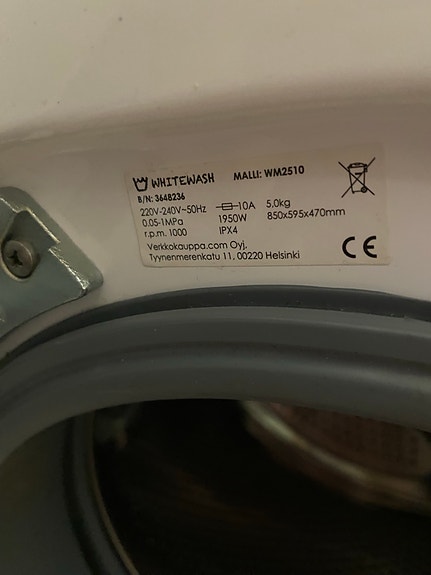 WHITEWASH MALLI: WM2510
B/N: 3648236
220V-240V~50Hz 10A 5,0kg
0.05-1MPa 1950W 850x595x470mm
r.p.m. 1000 IPX4
Verkkokauppa.com Oyj,
Tyynenmerenkatu 11, 00220 Helsinki
CE